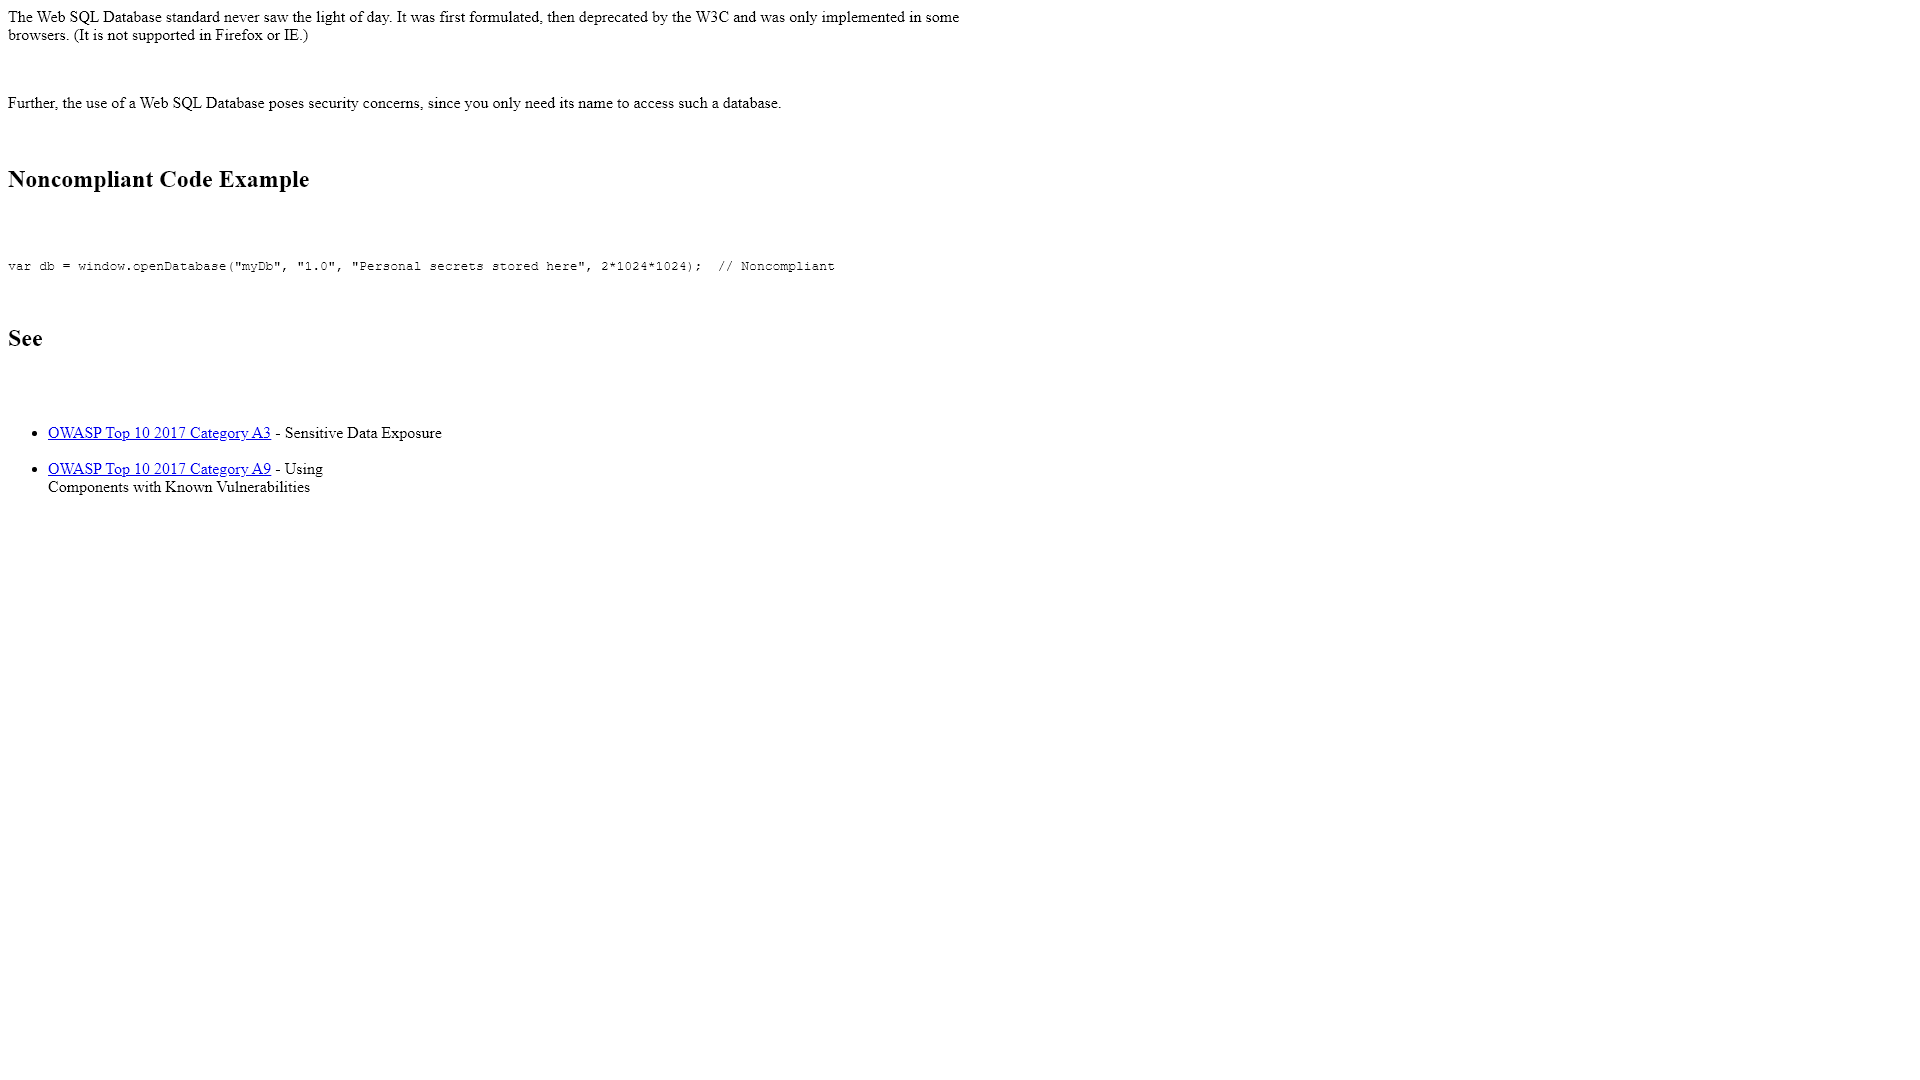 The Web SQL Database standard never saw the light of day. It was first formulated, then deprecated by the W3C and was only implemented in some
browsers. (It is not supported in Firefox or IE.)
Further, the use of a Web SQL Database poses security concerns, since you only need its name to access such a database.
Noncompliant Code Example
var db = window.openDatabase("myDb", "1.0", "Personal secrets stored here", 2*1024*1024);  // Noncompliant
See
• OWASP Top 10 2017 Category A3 - Sensitive Data Exposure
• OWASP Top 10 2017 Category A9 - Using
Components with Known Vulnerabilities